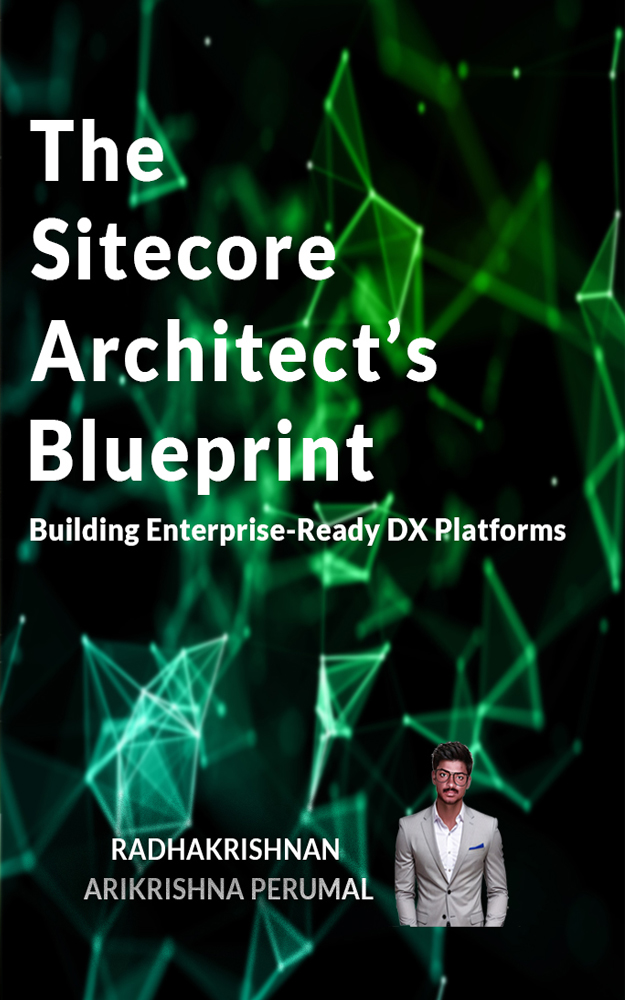 The
Sitecore
Architect’s
Blueprint
Building Enterprise-Ready DX Platforms
RADHAKRISHNAN
ARIKRISHNA PERUMAL